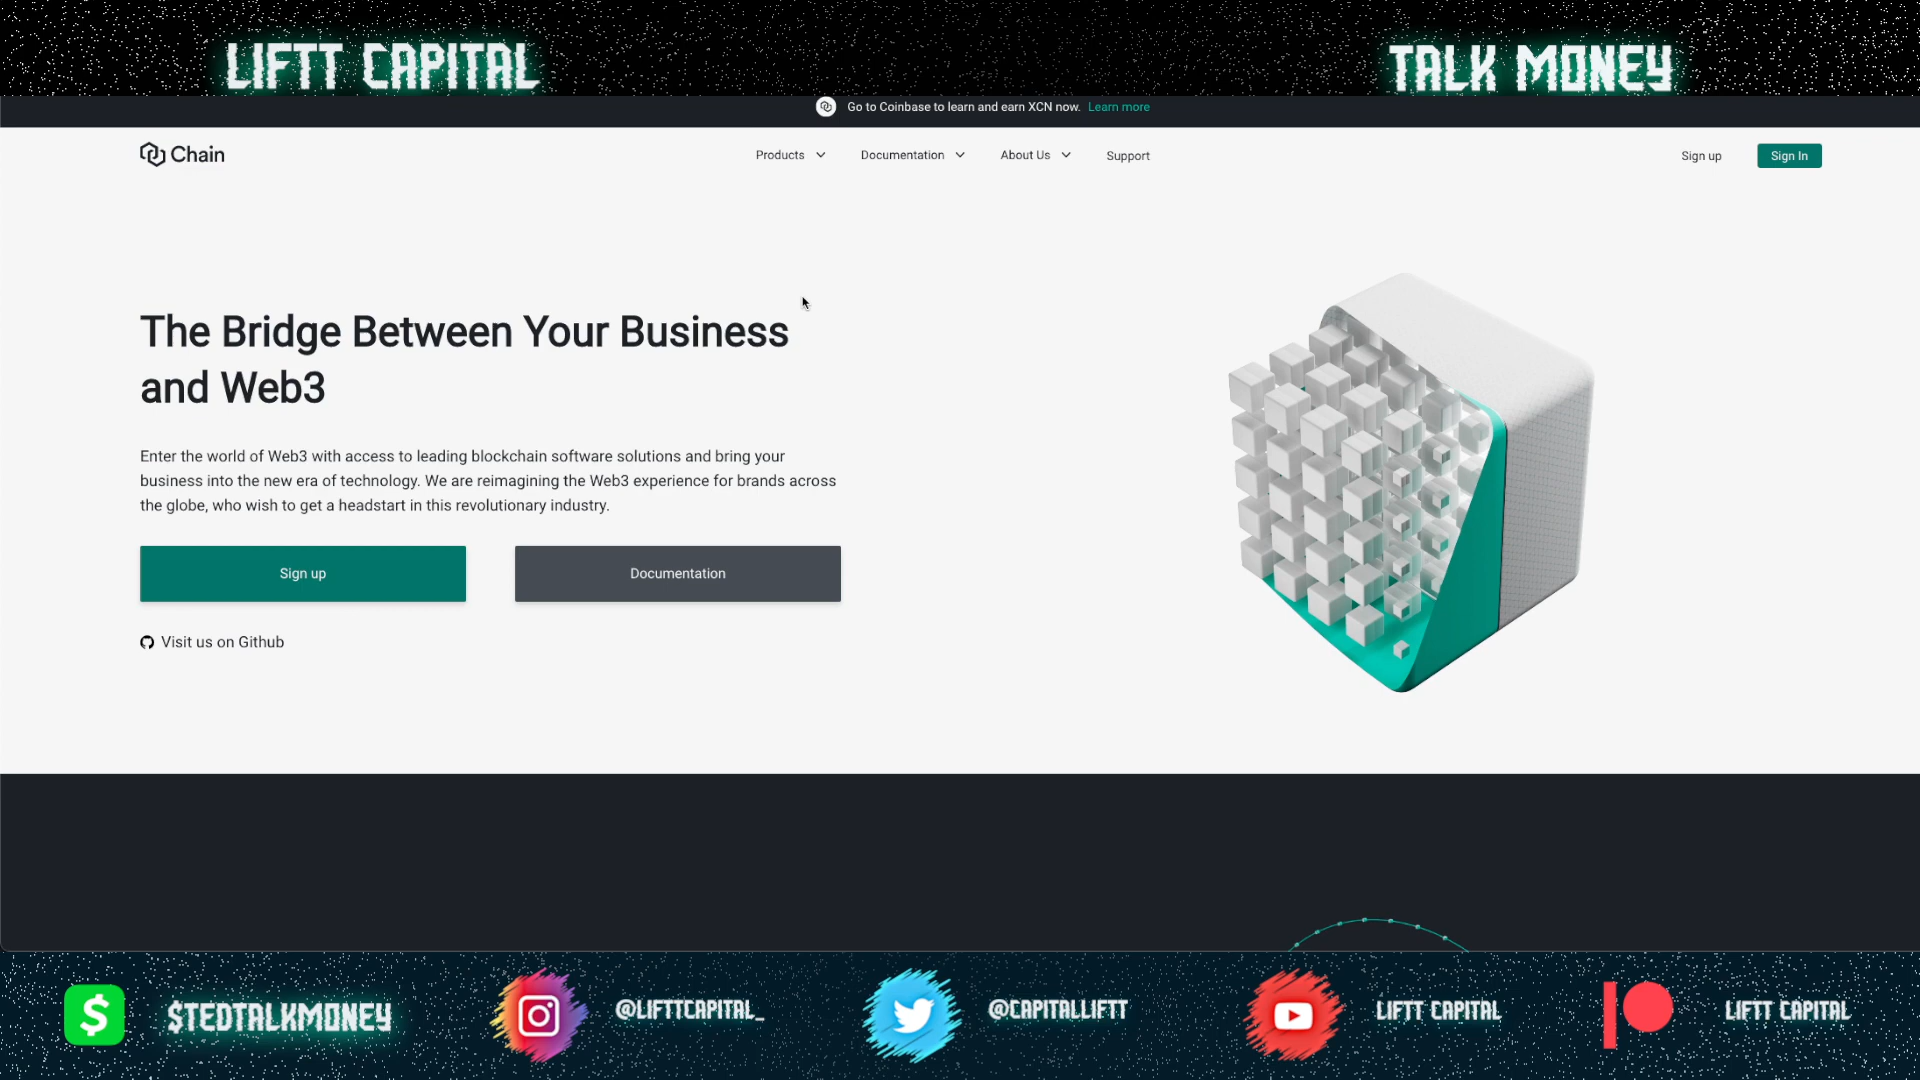 LIFTT CAPITAL
TALK MONEY
Go to Coinbase to learn and earn XCN now. Learn more
Chain
Products
Documentation
About Us
Support
Sign up
Sign In
The Bridge Between Your Business
and Web3
Enter the world of Web3 with access to leading blockchain software solutions and bring your
business into the new era of technology. We are reimagining the Web3 experience for brands across
the globe, who wish to get a headstart in this revolutionary industry.
Sign up
Documentation
Visit us on Github
$
$TEDTALKMONEY
@LIFTTCAPITAL_
@CAPITALLIFTT
LIFTT CAPITAL
LIFTT CAPITAL